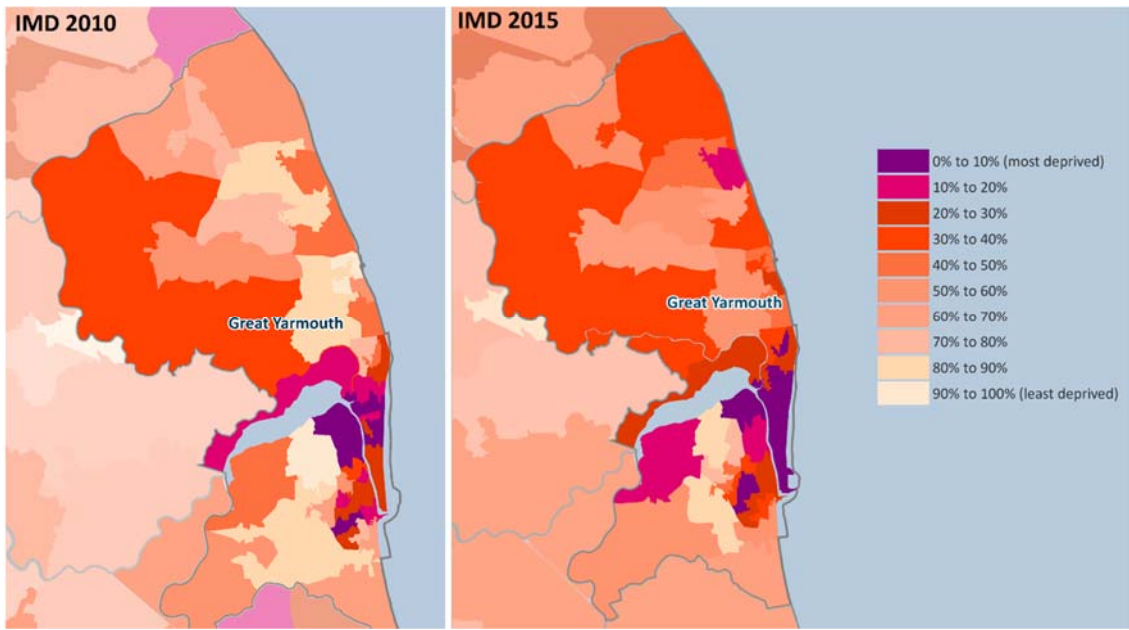 IMD 2010
IMD 2015
Great Yarmouth
Great Yarmouth
0% to 10% (most deprived)
10% to 20%
20% to 30%
30% to 40%
40% to 50%
50% to 60%
60% to 70%
70% to 80%
80% to 90%
90% to 100% (least deprived)